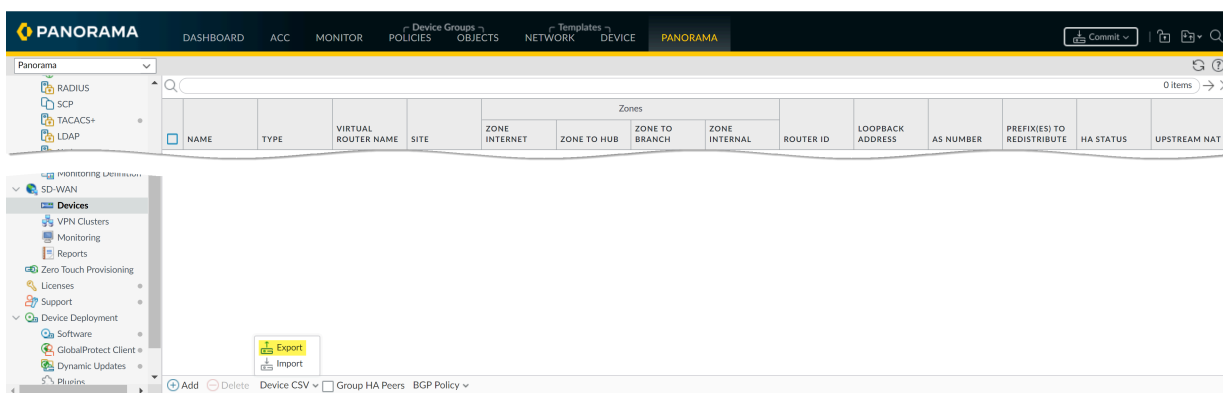 PANORAMA
Device Groups
Templates
DASHBOARD ACC MONITOR POLICIES OBJECTS NETWORK DEVICE PANORAMA
Commit
Panorama
RADIUS
SCP
TACACS+
LDAP
0 items
Zones
NAME TYPE VIRTUAL ROUTER NAME SITE ZONE INTERNET ZONE TO HUB ZONE TO BRANCH ZONE INTERNAL ROUTER ID LOOPBACK ADDRESS AS NUMBER PREFIX(ES) TO REDISTRIBUTE HA STATUS UPSTREAM NAT
SD-WAN
Devices
VPN Clusters
Monitoring
Reports
Zero Touch Provisioning
Licenses
Support
Device Deployment
Software
GlobalProtect Client
Dynamic Updates
Plugins
Export
Import
Add Delete Device CSV Group HA Peers BGP Policy